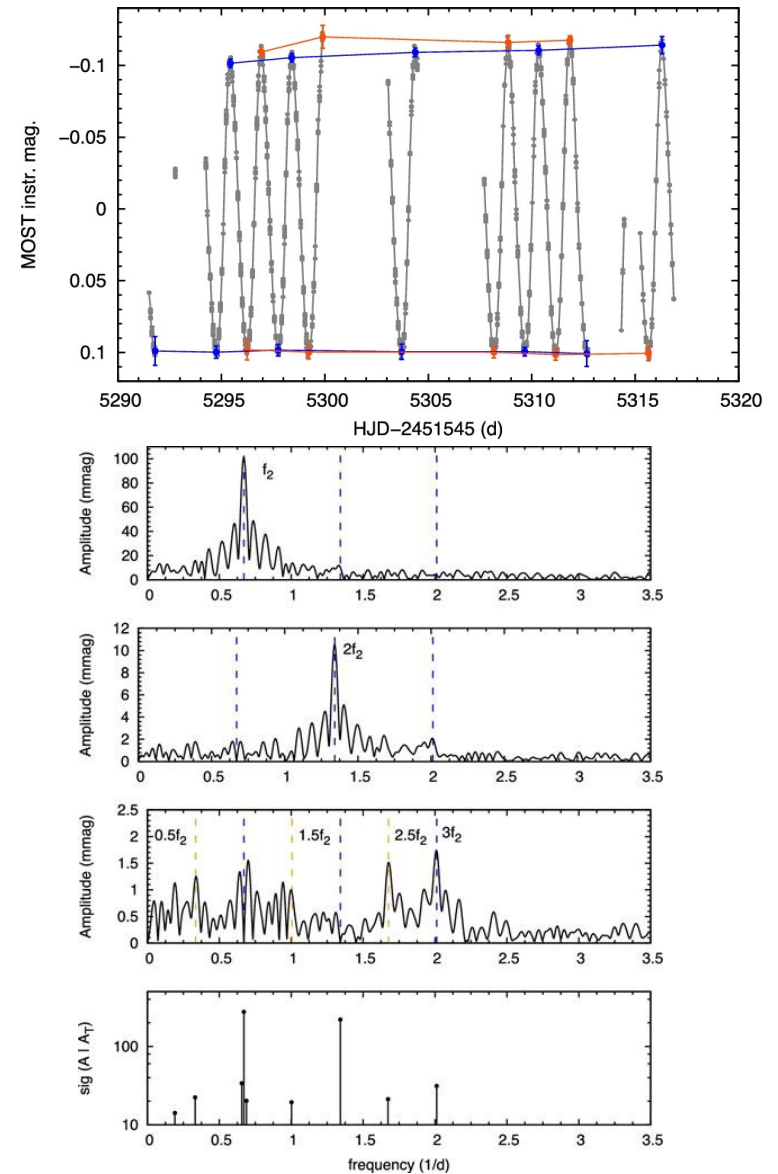 MOST instr. mag.
−0.1
−0.05
0
0.05
0.1
5290 5295 5300 5305 5310 5315 5320
HJD−2451545 (d)
Amplitude (mmag)
100
80
60
40
20
0
f2
0 0.5 1 1.5 2 2.5 3 3.5
Amplitude (mmag)
12
10
8
6
4
2
0
2f2
0 0.5 1 1.5 2 2.5 3 3.5
Amplitude (mmag)
2.5
2
1.5
1
0.5
0
0.5f2 1.5f2 2.5f2 3f2
0 0.5 1 1.5 2 2.5 3 3.5
sig (A | AT)
100
10
0 0.5 1 1.5 2 2.5 3 3.5
frequency (1/d)